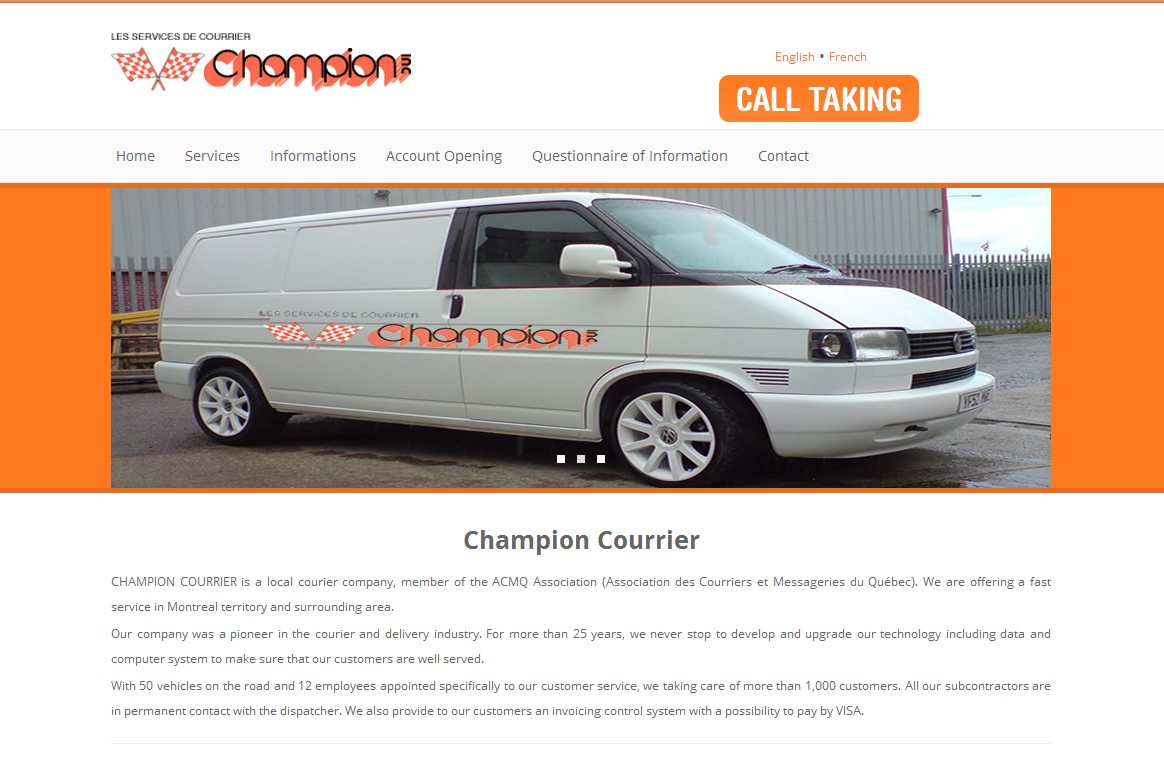 LES SERVICES DE COURRIER
Champion INC
English • French
CALL TAKING
Home Services Informations Account Opening Questionnaire of Information Contact
LES SERVICES DE COURRIER
Champion INC
Champion Courrier
CHAMPION COURRIER is a local courier company, member of the ACMQ Association (Association des Courriers et Messageries du Québec). We are offering a fast
service in Montreal territory and surrounding area.
Our company was a pioneer in the courier and delivery industry. For more than 25 years, we never stop to develop and upgrade our technology including data and
computer system to make sure that our customers are well served.
With 50 vehicles on the road and 12 employees appointed specifically to our customer service, we taking care of more than 1,000 customers. All our subcontractors are
in permanent contact with the dispatcher. We also provide to our customers an invoicing control system with a possibility to pay by VISA.